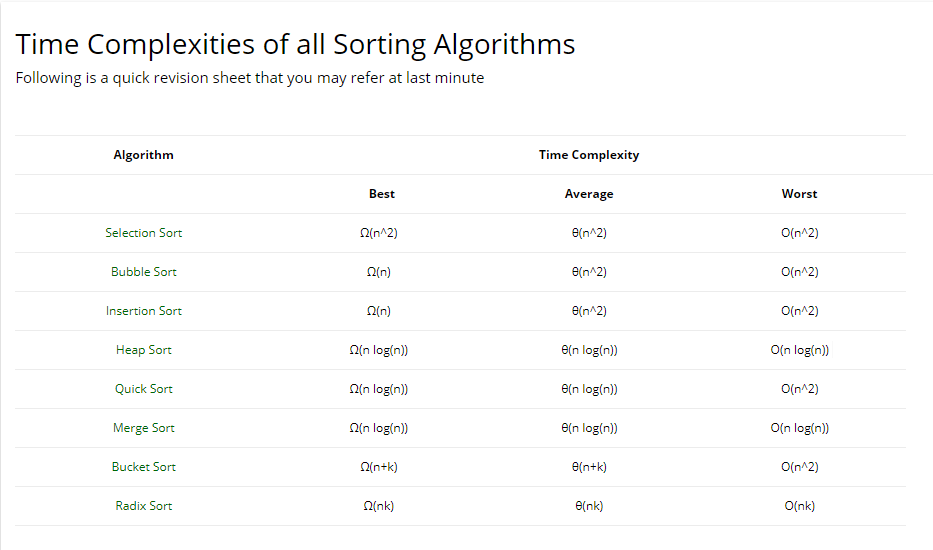 Time Complexities of all Sorting Algorithms
Following is a quick revision sheet that you may refer at last minute
Algorithm Time Complexity
Best Average Worst
Selection Sort Ω(n^2) θ(n^2) O(n^2)
Bubble Sort Ω(n) θ(n^2) O(n^2)
Insertion Sort Ω(n) θ(n^2) O(n^2)
Heap Sort Ω(n log(n)) θ(n log(n)) O(n log(n))
Quick Sort Ω(n log(n)) θ(n log(n)) O(n^2)
Merge Sort Ω(n log(n)) θ(n log(n)) O(n log(n))
Bucket Sort Ω(n+k) θ(n+k) O(n^2)
Radix Sort Ω(nk) θ(nk) O(nk)